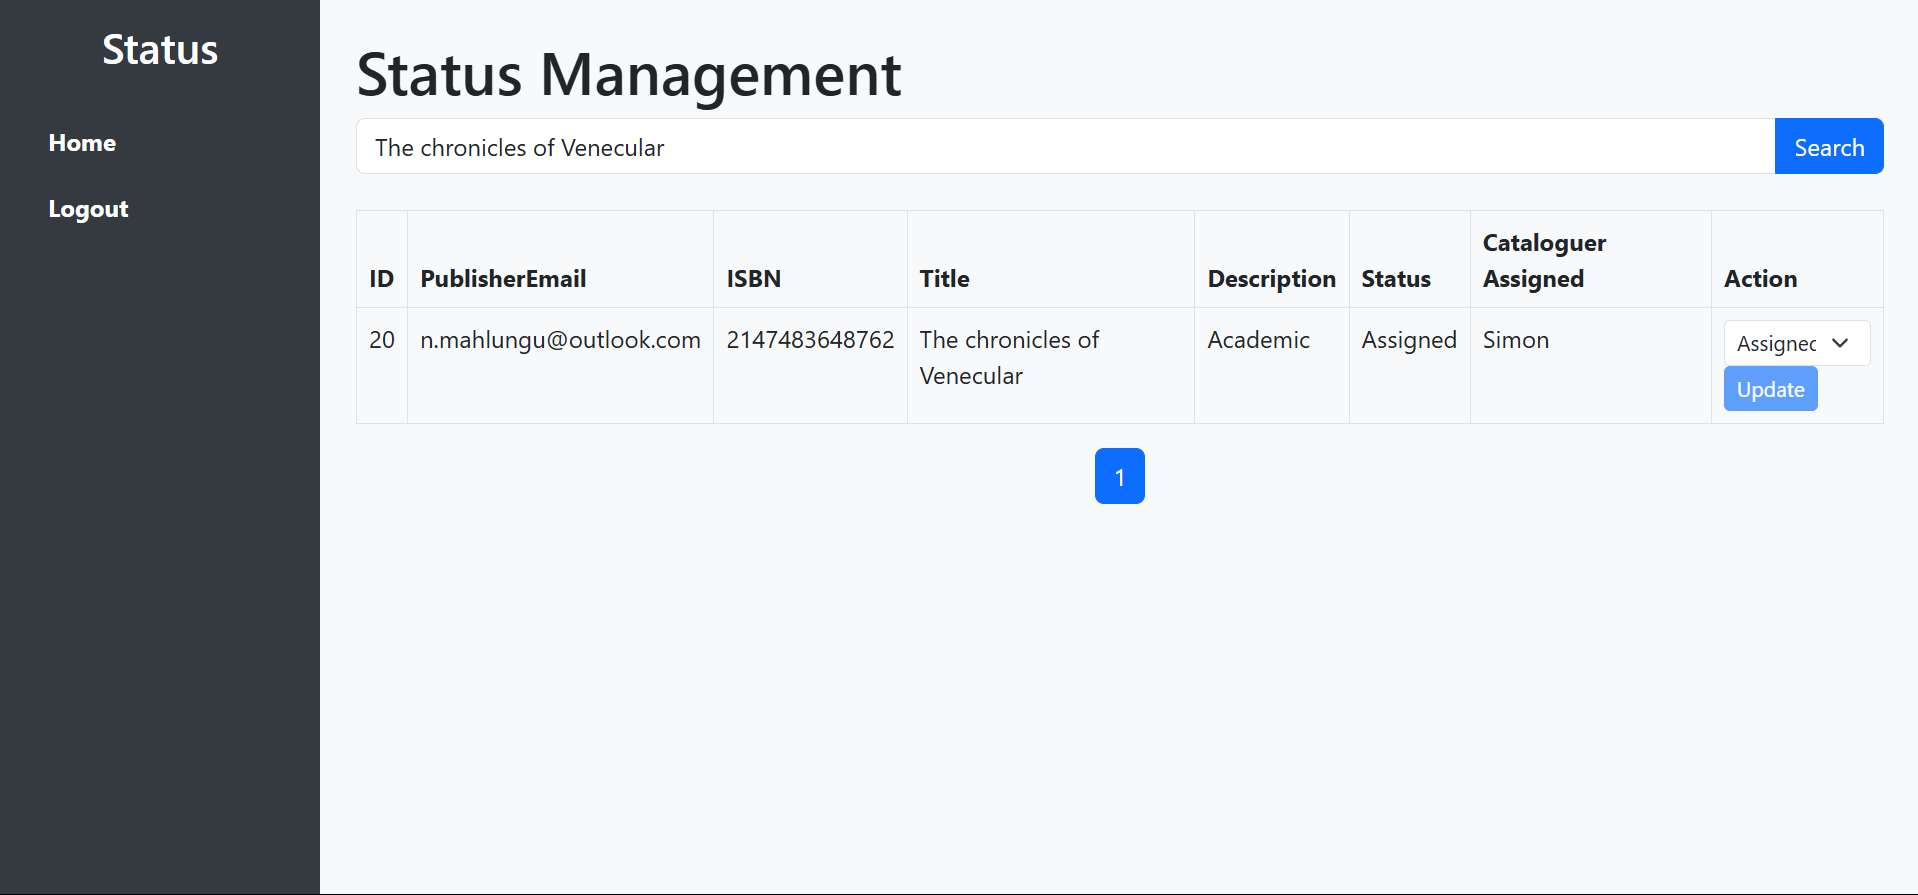 Status
Home
Logout
Status Management
The chronicles of Venecular
Search
ID PublisherEmail ISBN Title Description Status Cataloguer Assigned Action
20 n.mahlungu@outlook.com 2147483648762 The chronicles of Venecular Academic Assigned Simon Assigned
Update
1